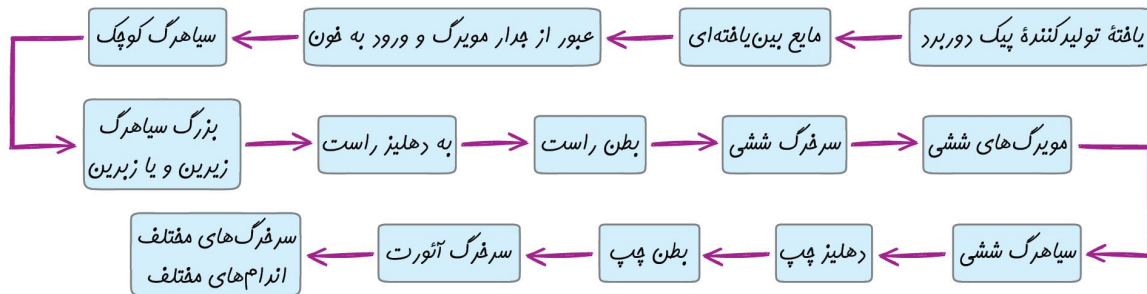 یاختهٔ تولیدکنندهٔ پیک دوربرد
مایع بین‌یاخته‌ای
عبور از جدار مویرگ و ورود به خون
سیاهرگ کوچک
بزرگ سیاهرگ
زیرین و یا زبرین
به دهلیز راست
بطن راست
سرخرگ ششی
مویرگ‌های ششی
سیاهرگ ششی
دهلیز چپ
بطن چپ
سرخرگ آئورت
سرخرگ‌های مختلف
اندام‌های مختلف